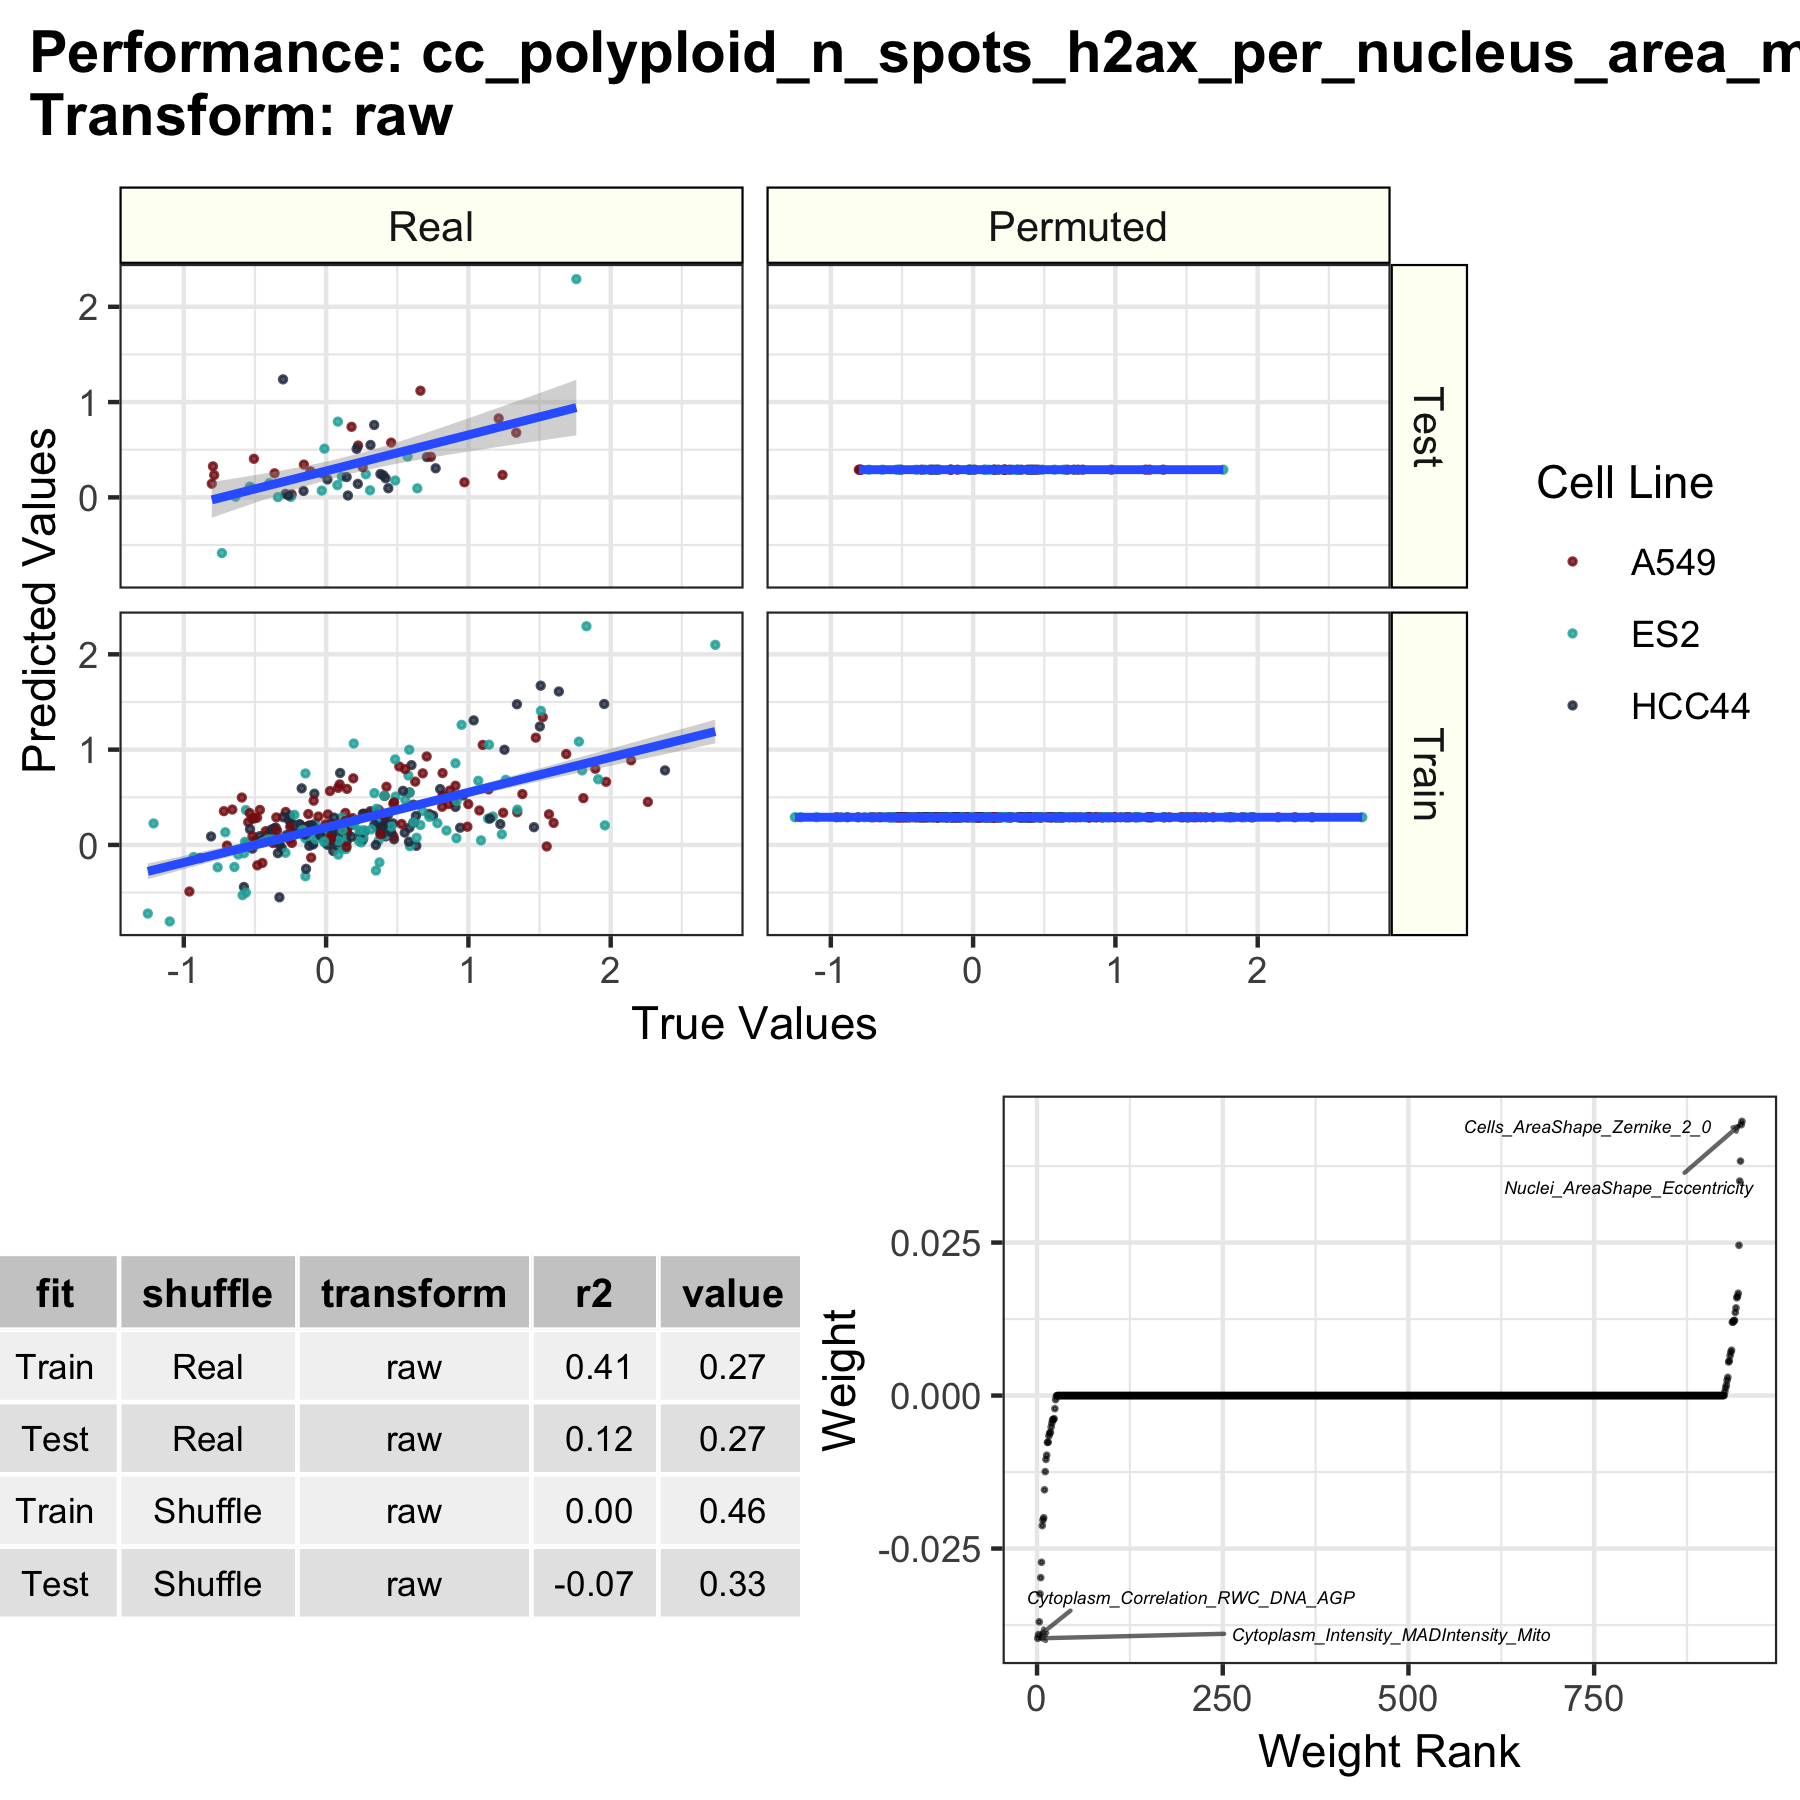 Performance: cc_polyploid_n_spots_h2ax_per_nucleus_area_m
Transform: raw
Real
Permuted
Predicted Values
2
1
0
Test
2
1
0
Train
-1 0 1 2
-1 0 1 2
True Values
Cell Line
A549
ES2
HCC44
fit shuffle transform r2 value
Train Real raw 0.41 0.27
Test Real raw 0.12 0.27
Train Shuffle raw 0.00 0.46
Test Shuffle raw -0.07 0.33
Weight
0.025
0.000
-0.025
Cells_AreaShape_Zernike_2_0
Nuclei_AreaShape_Eccentricity
Cytoplasm_Correlation_RWC_DNA_AGP
Cytoplasm_Intensity_MADIntensity_Mito
0 250 500 750
Weight Rank